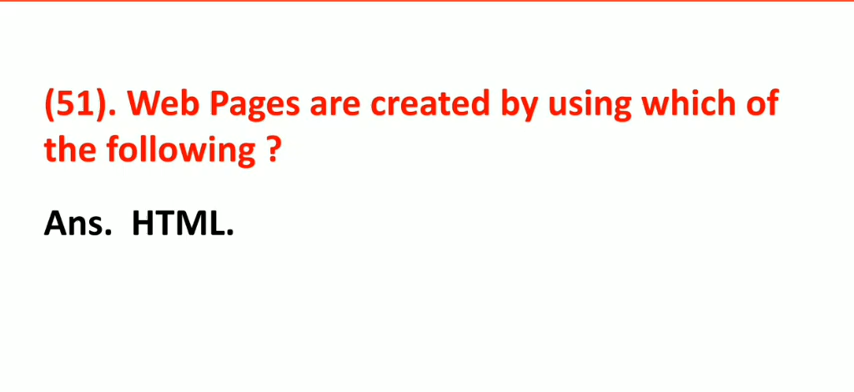 (51). Web Pages are created by using which of
the following ?
Ans.  HTML.